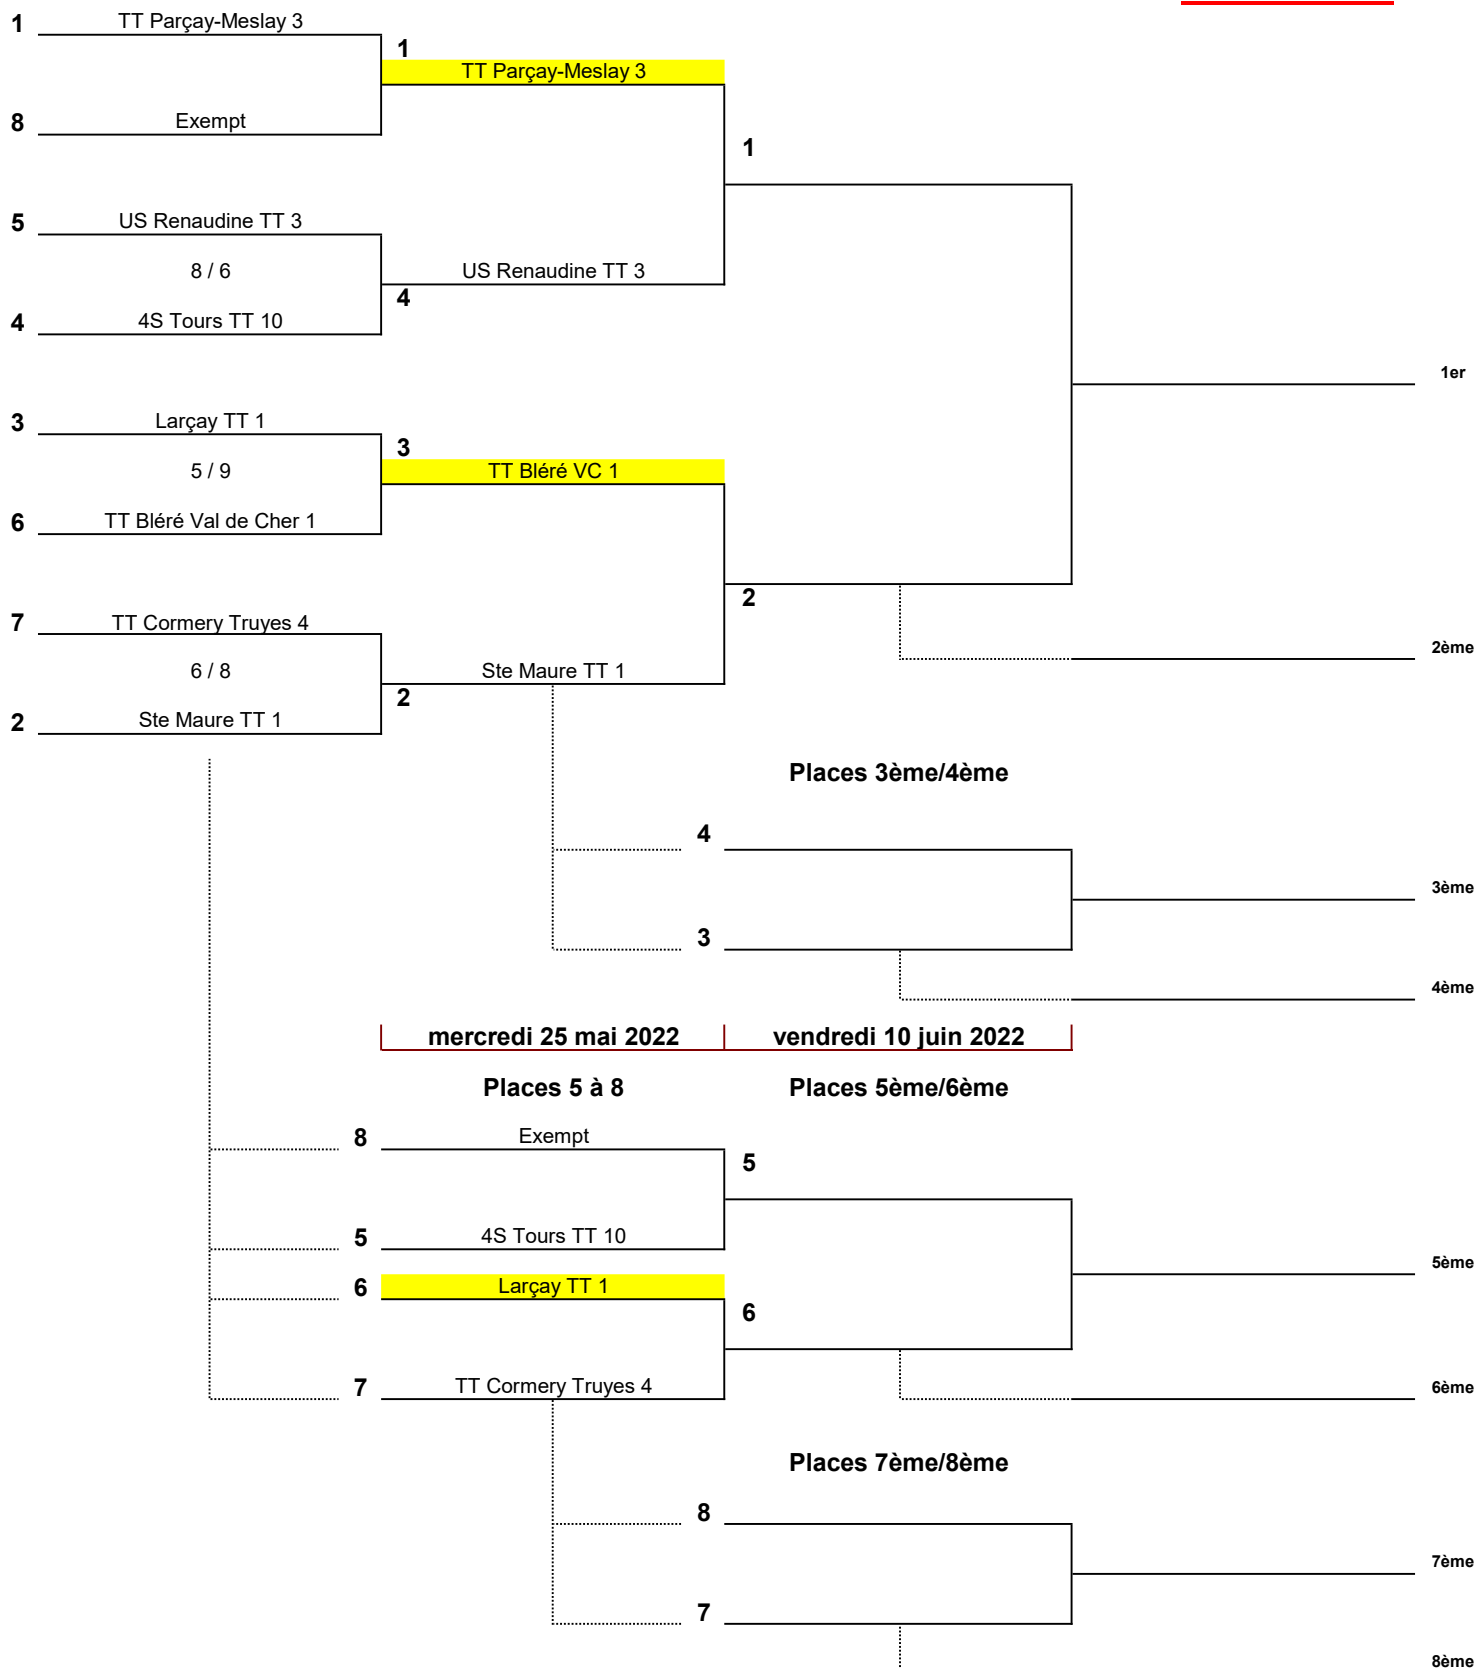 1 TT Parçay-Meslay 3
1
TT Parçay-Meslay 3
8 Exempt
1
5 US Renaudine TT 3
8 / 6 US Renaudine TT 3
4
4 4S Tours TT 10
1er
3 Larçay TT 1
3
5 / 9 TT Bléré VC 1
6 TT Bléré Val de Cher 1
2
7 TT Cormery Truyes 4
2ème
6 / 8 Ste Maure TT 1
2
2 Ste Maure TT 1
Places 3ème/4ème
4
3ème
3
4ème
mercredi 25 mai 2022 vendredi 10 juin 2022
Places 5 à 8 Places 5ème/6ème
8 Exempt
5
5 4S Tours TT 10
5ème
6 Larçay TT 1
6
7 TT Cormery Truyes 4 6ème
Places 7ème/8ème
8
7ème
7
8ème